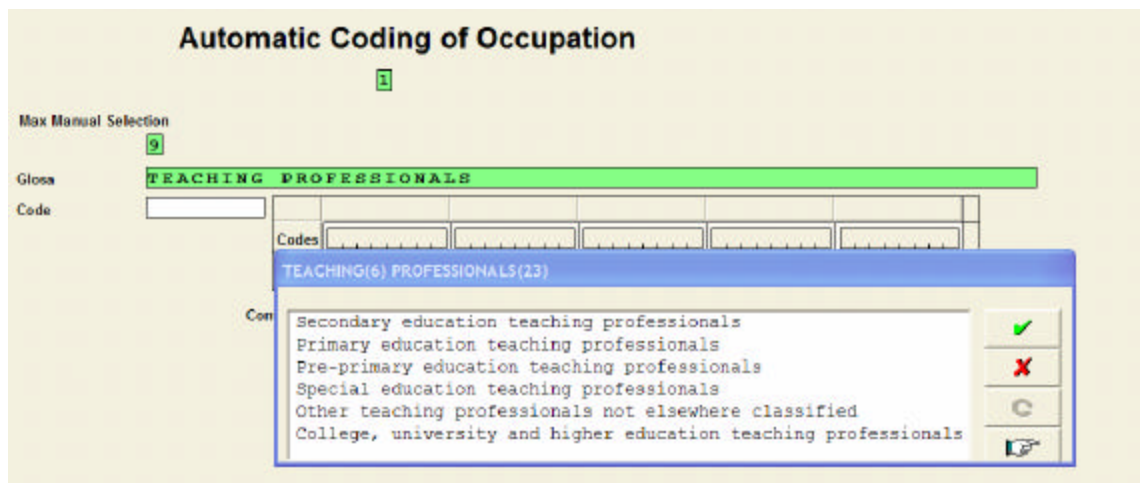 Automatic Coding of Occupation
1
Max Manual Selection
9
Glosa TEACHING PROFESSIONALS
Code
Codes
TEACHING(6) PROFESSIONALS(23)
Con
Secondary education teaching professionals
Primary education teaching professionals
Pre-primary education teaching professionals
Special education teaching professionals
Other teaching professionals not elsewhere classified
College, university and higher education teaching professionals
C